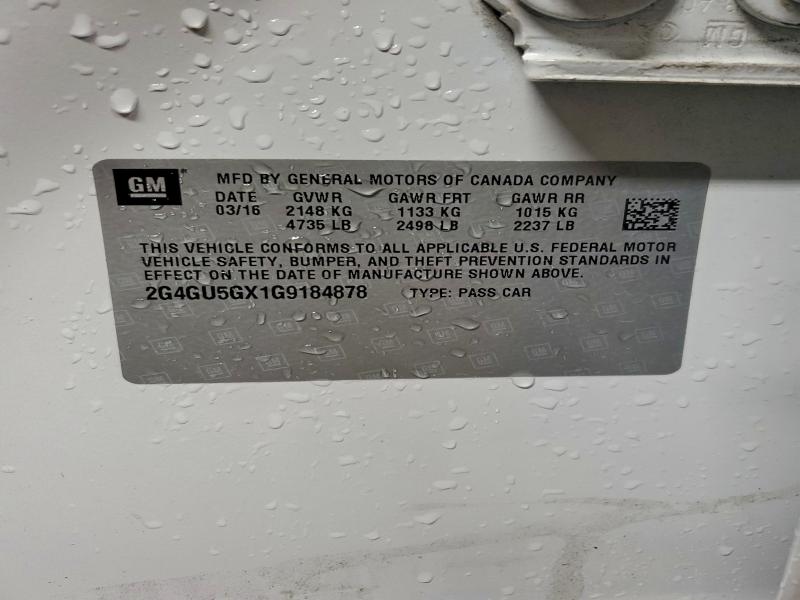 GM MFD BY GENERAL MOTORS OF CANADA COMPANY
DATE GVWR GAWR FRT GAWR RR
03/16 2148 KG 1133 KG 1015 KG
4735 LB 2498 LB 2237 LB
THIS VEHICLE CONFORMS TO ALL APPLICABLE U.S. FEDERAL MOTOR
VEHICLE SAFETY, BUMPER, AND THEFT PREVENTION STANDARDS IN
EFFECT ON THE DATE OF MANUFACTURE SHOWN ABOVE.
2G4GU5GX1G9184878 TYPE: PASS CAR